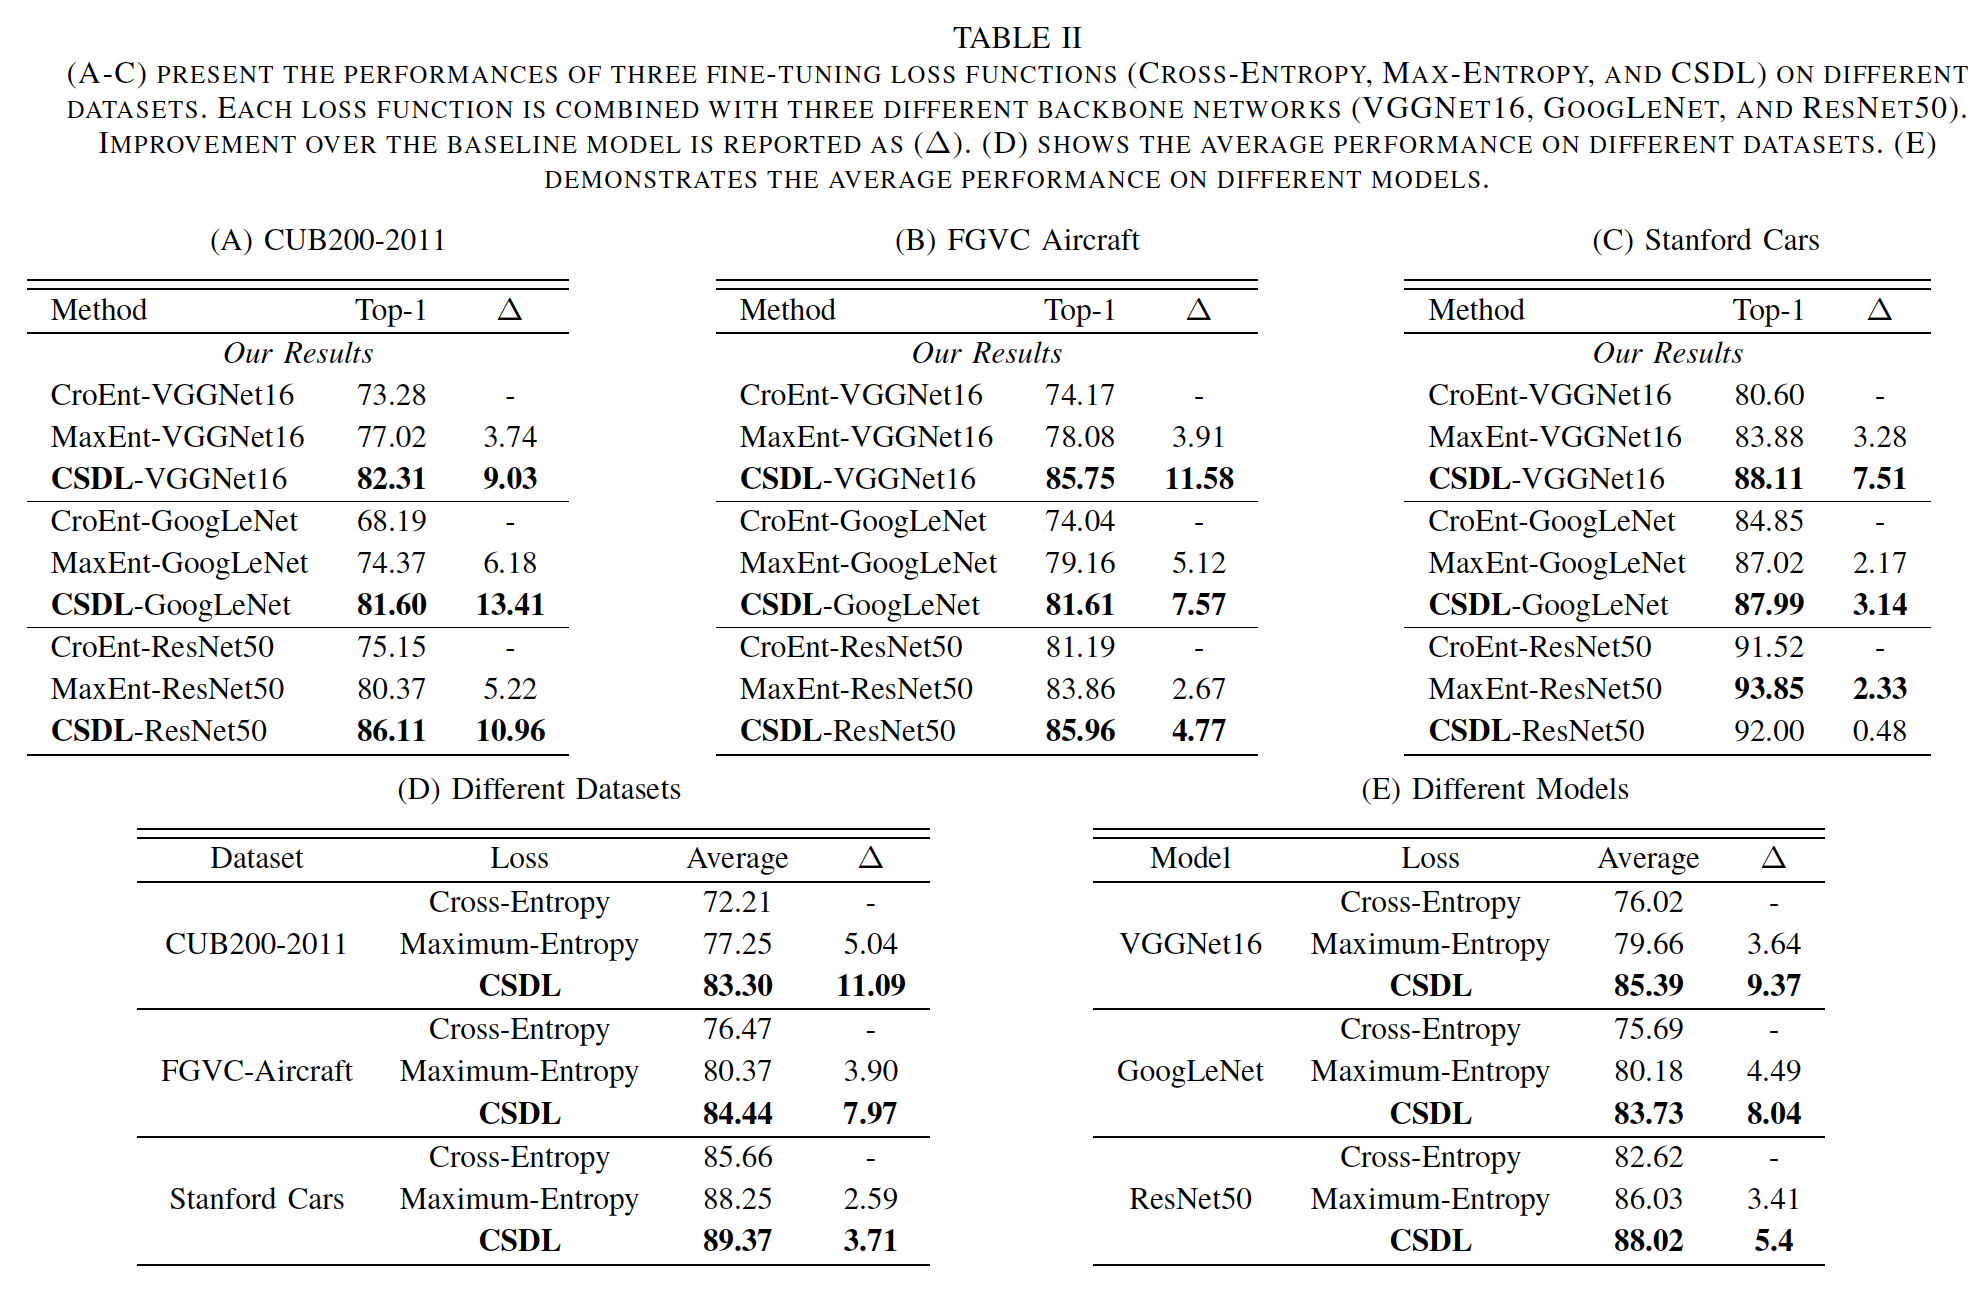 TABLE II
(A-C) PRESENT THE PERFORMANCES OF THREE FINE-TUNING LOSS FUNCTIONS (CROSS-ENTROPY, MAX-ENTROPY, AND CSDL) ON DIFFERENT
DATASETS. EACH LOSS FUNCTION IS COMBINED WITH THREE DIFFERENT BACKBONE NETWORKS (VGGNET16, GOOGLENET, AND RESNET50).
IMPROVEMENT OVER THE BASELINE MODEL IS REPORTED AS (Δ). (D) SHOWS THE AVERAGE PERFORMANCE ON DIFFERENT DATASETS. (E)
DEMONSTRATES THE AVERAGE PERFORMANCE ON DIFFERENT MODELS.
(A) CUB200-2011
Method Top-1 Δ
Our Results
CroEnt-VGGNet16 73.28 -
MaxEnt-VGGNet16 77.02 3.74
CSDL-VGGNet16 82.31 9.03
CroEnt-GoogLeNet 68.19 -
MaxEnt-GoogLeNet 74.37 6.18
CSDL-GoogLeNet 81.60 13.41
CroEnt-ResNet50 75.15 -
MaxEnt-ResNet50 80.37 5.22
CSDL-ResNet50 86.11 10.96
(B) FGVC Aircraft
Method Top-1 Δ
Our Results
CroEnt-VGGNet16 74.17 -
MaxEnt-VGGNet16 78.08 3.91
CSDL-VGGNet16 85.75 11.58
CroEnt-GoogLeNet 74.04 -
MaxEnt-GoogLeNet 79.16 5.12
CSDL-GoogLeNet 81.61 7.57
CroEnt-ResNet50 81.19 -
MaxEnt-ResNet50 83.86 2.67
CSDL-ResNet50 85.96 4.77
(C) Stanford Cars
Method Top-1 Δ
Our Results
CroEnt-VGGNet16 80.60 -
MaxEnt-VGGNet16 83.88 3.28
CSDL-VGGNet16 88.11 7.51
CroEnt-GoogLeNet 84.85 -
MaxEnt-GoogLeNet 87.02 2.17
CSDL-GoogLeNet 87.99 3.14
CroEnt-ResNet50 91.52 -
MaxEnt-ResNet50 93.85 2.33
CSDL-ResNet50 92.00 0.48
(D) Different Datasets
Dataset Loss Average Δ
Cross-Entropy 72.21 -
CUB200-2011 Maximum-Entropy 77.25 5.04
CSDL 83.30 11.09
Cross-Entropy 76.47 -
FGVC-Aircraft Maximum-Entropy 80.37 3.90
CSDL 84.44 7.97
Cross-Entropy 85.66 -
Stanford Cars Maximum-Entropy 88.25 2.59
CSDL 89.37 3.71
(E) Different Models
Model Loss Average Δ
Cross-Entropy 76.02 -
VGGNet16 Maximum-Entropy 79.66 3.64
CSDL 85.39 9.37
Cross-Entropy 75.69 -
GoogLeNet Maximum-Entropy 80.18 4.49
CSDL 83.73 8.04
Cross-Entropy 82.62 -
ResNet50 Maximum-Entropy 86.03 3.41
CSDL 88.02 5.4